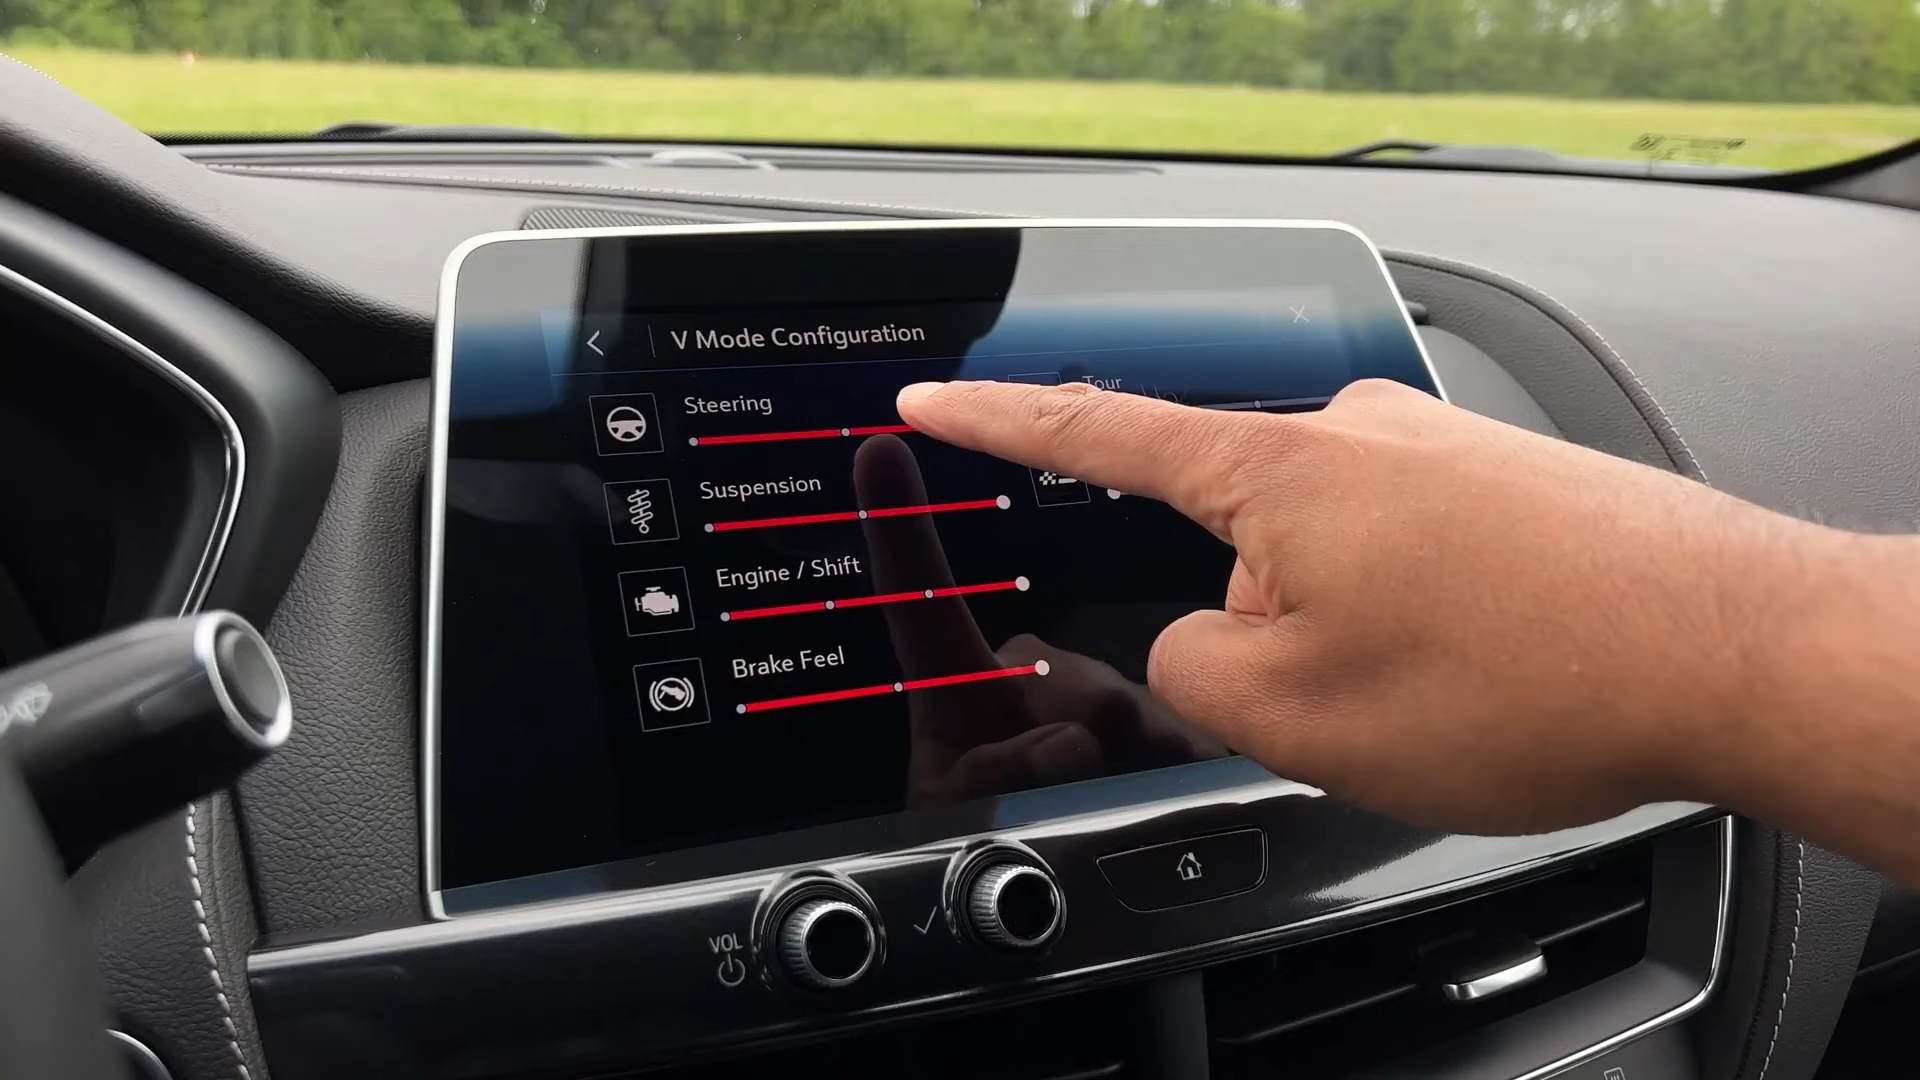 V Mode Configuration
Steering
Tour
Suspension
Engine / Shift
Brake Feel
VOL